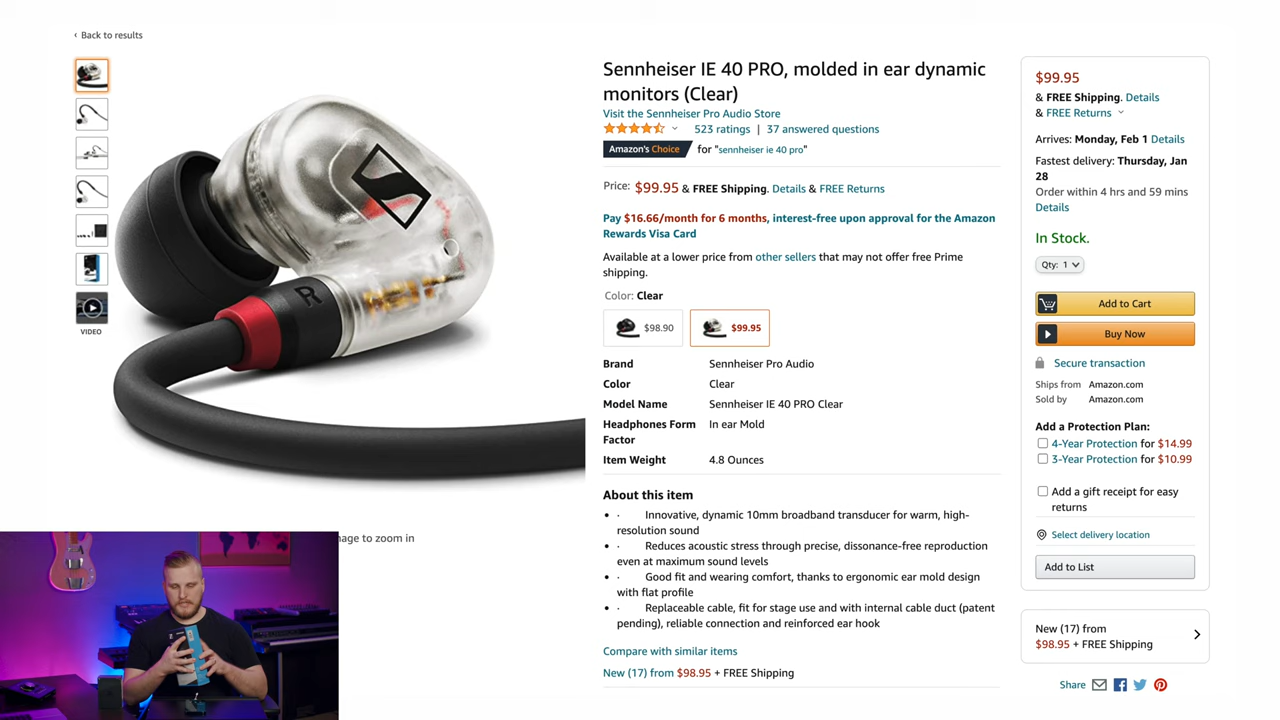 ‹ Back to results
VIDEO
R
mage to zoom in
Sennheiser IE 40 PRO, molded in ear dynamic
monitors (Clear)
Visit the Sennheiser Pro Audio Store
523 ratings | 37 answered questions
Amazon's Choice for "sennheiser ie 40 pro"
Price: $99.95 & FREE Shipping. Details & FREE Returns
Pay $16.66/month for 6 months, interest-free upon approval for the Amazon
Rewards Visa Card
Available at a lower price from other sellers that may not offer free Prime
shipping.
Color: Clear
$98.90 $99.95
Brand Sennheiser Pro Audio
Color Clear
Model Name Sennheiser IE 40 PRO Clear
Headphones Form In ear Mold
Factor
Item Weight 4.8 Ounces
About this item
• · Innovative, dynamic 10mm broadband transducer for warm, high-
resolution sound
• · Reduces acoustic stress through precise, dissonance-free reproduction
even at maximum sound levels
• · Good fit and wearing comfort, thanks to ergonomic ear mold design
with flat profile
• · Replaceable cable, fit for stage use and with internal cable duct (patent
pending), reliable connection and reinforced ear hook
Compare with similar items
New (17) from $98.95 + FREE Shipping
$99.95
& FREE Shipping. Details
& FREE Returns
Arrives: Monday, Feb 1 Details
Fastest delivery: Thursday, Jan
28
Order within 4 hrs and 59 mins
Details
In Stock.
Qty: 1
Add to Cart
Buy Now
Secure transaction
Ships from Amazon.com
Sold by Amazon.com
Add a Protection Plan:
4-Year Protection for $14.99
3-Year Protection for $10.99
Add a gift receipt for easy
returns
Select delivery location
Add to List
New (17) from
$98.95 + FREE Shipping
Share